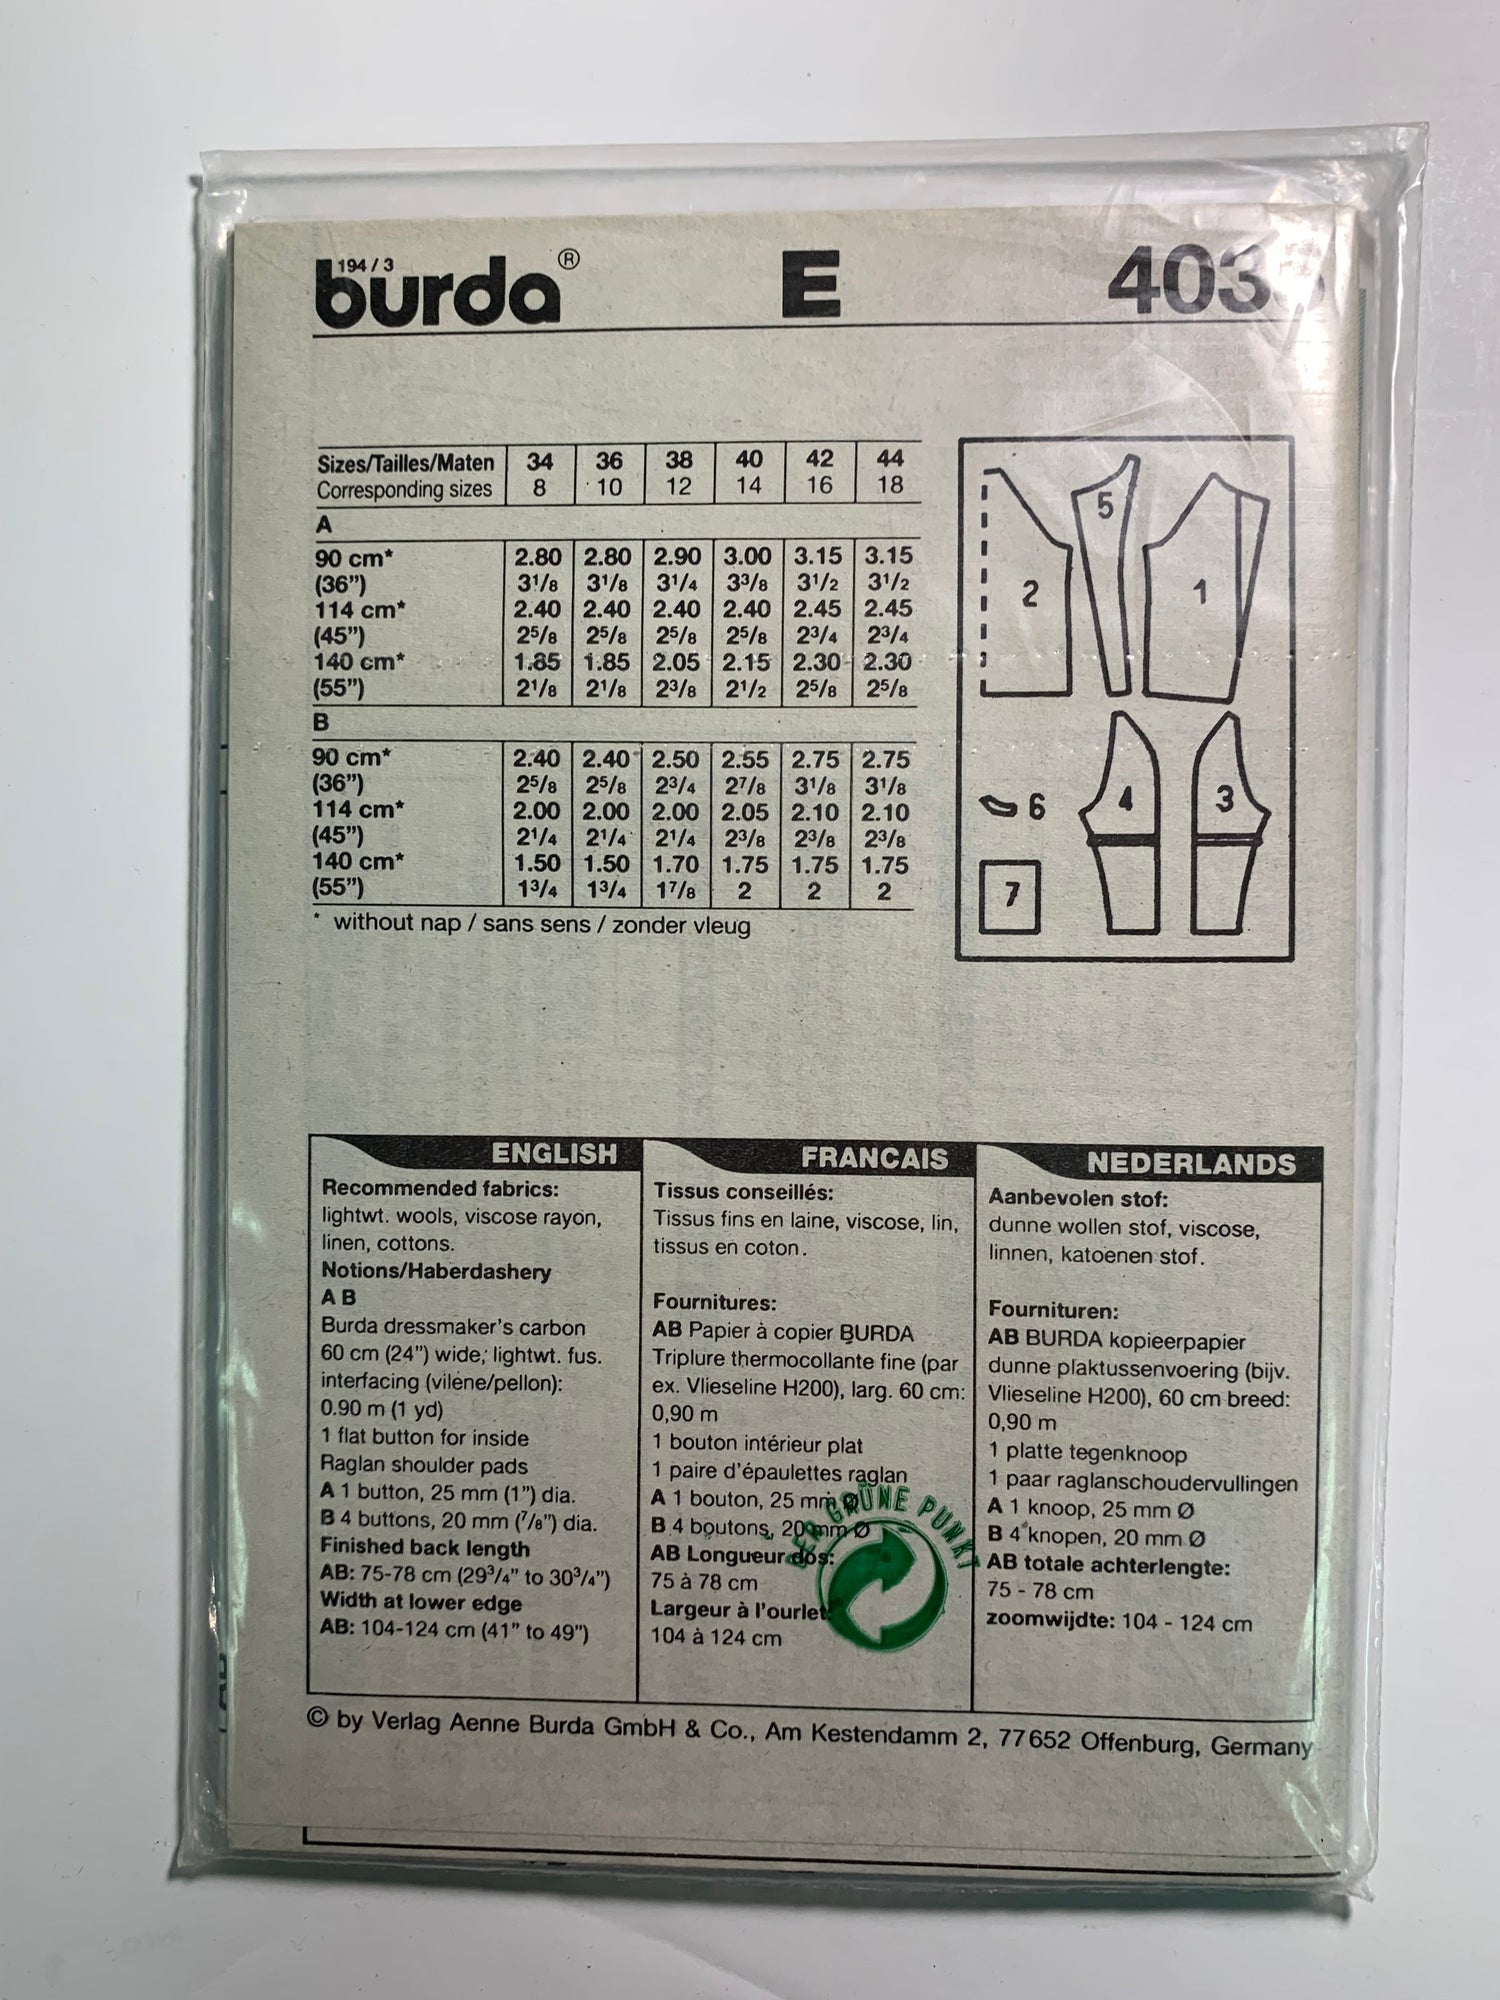 194 / 3
burda®
E
403
Sizes/Tailles/Maten 34 36 38 40 42 44
Corresponding sizes 8 10 12 14 16 18
A
90 cm* 2.80 2.80 2.90 3.00 3.15 3.15
(36”) 3¹/₈ 3¹/₈ 3¹/₄ 3³/₈ 3¹/₂ 3¹/₂
114 cm* 2.40 2.40 2.40 2.40 2.45 2.45
(45”) 2⁵/₈ 2⁵/₈ 2⁵/₈ 2⁵/₈ 2³/₄ 2³/₄
140 cm* 1.85 1.85 2.05 2.15 2.30 2.30
(55”) 2¹/₈ 2¹/₈ 2³/₈ 2¹/₂ 2⁵/₈ 2⁵/₈
B
90 cm* 2.40 2.40 2.50 2.55 2.75 2.75
(36”) 2⁵/₈ 2⁵/₈ 2³/₄ 2⁷/₈ 3¹/₈ 3¹/₈
114 cm* 2.00 2.00 2.00 2.05 2.10 2.10
(45”) 2¹/₄ 2¹/₄ 2¹/₄ 2³/₈ 2³/₈ 2³/₈
140 cm* 1.50 1.50 1.70 1.75 1.75 1.75
(55”) 1³/₄ 1³/₄ 1⁷/₈ 2 2 2
* without nap / sans sens / zonder vleug
2
5
1
6
4
3
7
ENGLISH
Recommended fabrics:
lightwt. wools, viscose rayon,
linen, cottons.
Notions/Haberdashery
A B
Burda dressmaker's carbon
60 cm (24”) wide; lightwt. fus.
interfacing (vilene/pellon):
0.90 m (1 yd)
1 flat button for inside
Raglan shoulder pads
A 1 button, 25 mm (1”) dia.
B 4 buttons, 20 mm (⁷/₈”) dia.
Finished back length
AB: 75-78 cm (29³/₄” to 30³/₄”)
Width at lower edge
AB: 104-124 cm (41” to 49”)
FRANCAIS
Tissus conseillés:
Tissus fins en laine, viscose, lin,
tissus en coton.
Fournitures:
AB Papier à copier BURDA
Triplure thermocollante fine (par
ex. Vlieseline H200), larg. 60 cm:
0,90 m
1 bouton intérieur plat
1 paire d'épaulettes raglan
A 1 bouton, 25 mm Ø
B 4 boutons, 20 mm Ø
AB Longueur dos:
75 à 78 cm
Largeur à l'ourlet:
104 à 124 cm
DER GRÜNE PUNKT
NEDERLANDS
Aanbevolen stof:
dunne wollen stof, viscose,
linnen, katoenen stof.
Fournituren:
AB BURDA kopieerpapier
dunne plaktussenvoering (bijv.
Vlieseline H200), 60 cm breed:
0,90 m
1 platte tegenknoop
1 paar raglanschoudervullingen
A 1 knoop, 25 mm Ø
B 4 knopen, 20 mm Ø
AB totale achterlengte:
75 - 78 cm
zoomwijdte: 104 - 124 cm
© by Verlag Aenne Burda GmbH & Co., Am Kestendamm 2, 77652 Offenburg, Germany